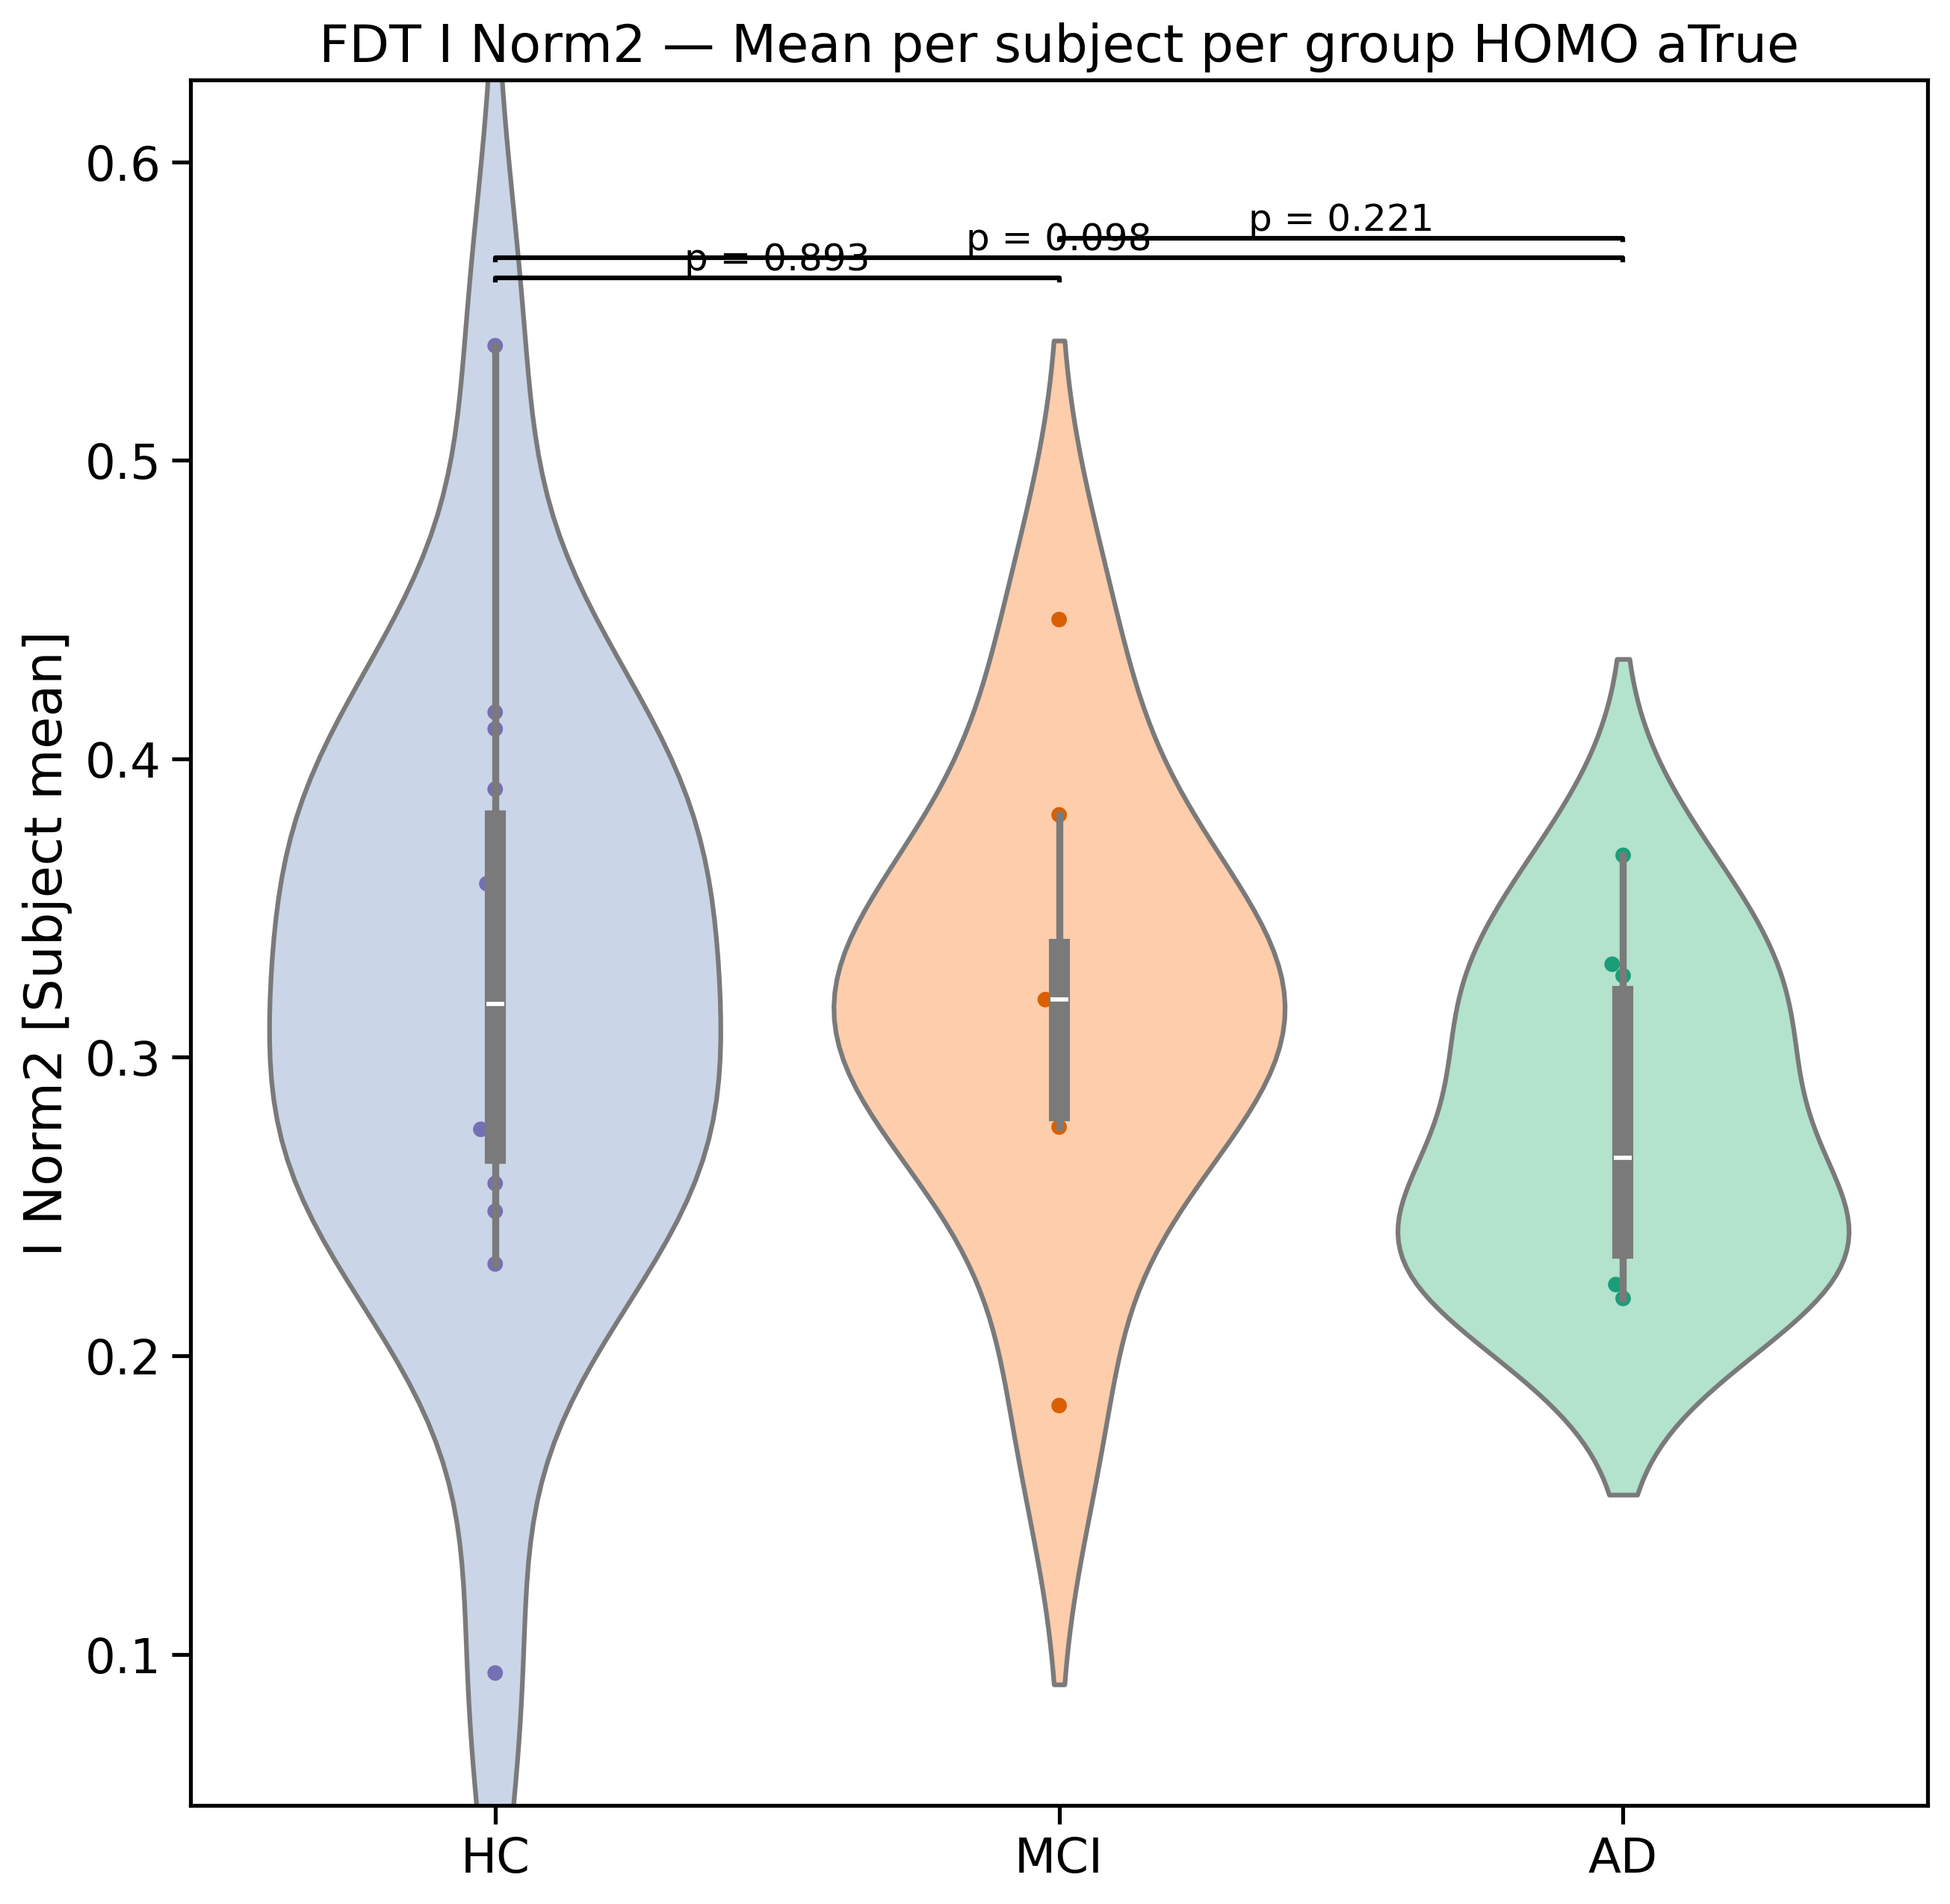 FDT I Norm2 — Mean per subject per group HOMO aTrue
I Norm2 [Subject mean]
0.6
0.5
0.4
0.3
0.2
0.1
p = 0.221
p = 0.098
p = 0.893
HC
MCI
AD